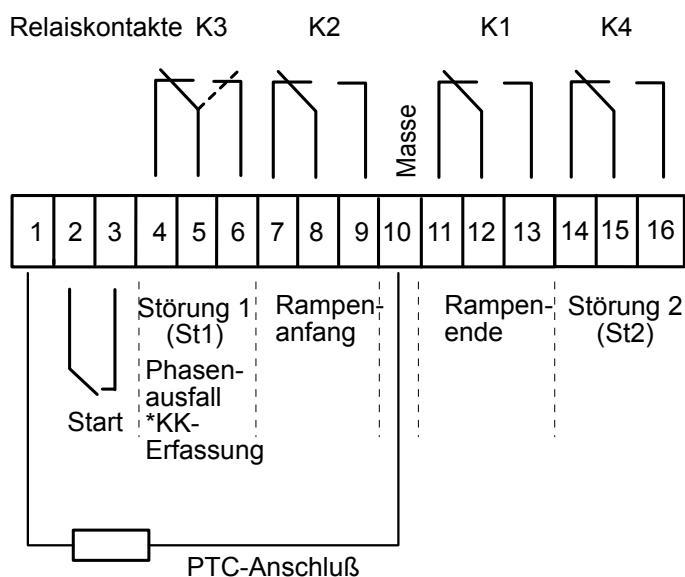 Relaiskontakte K3 K2 K1 K4
Masse
1 2 3 4 5 6 7 8 9 10 11 12 13 14 15 16
Störung 1
(St1)
Phasen-
ausfall
*KK-
Erfassung
Rampen-
anfang
Rampen-
ende
Störung 2
(St2)
Start
PTC-Anschluß